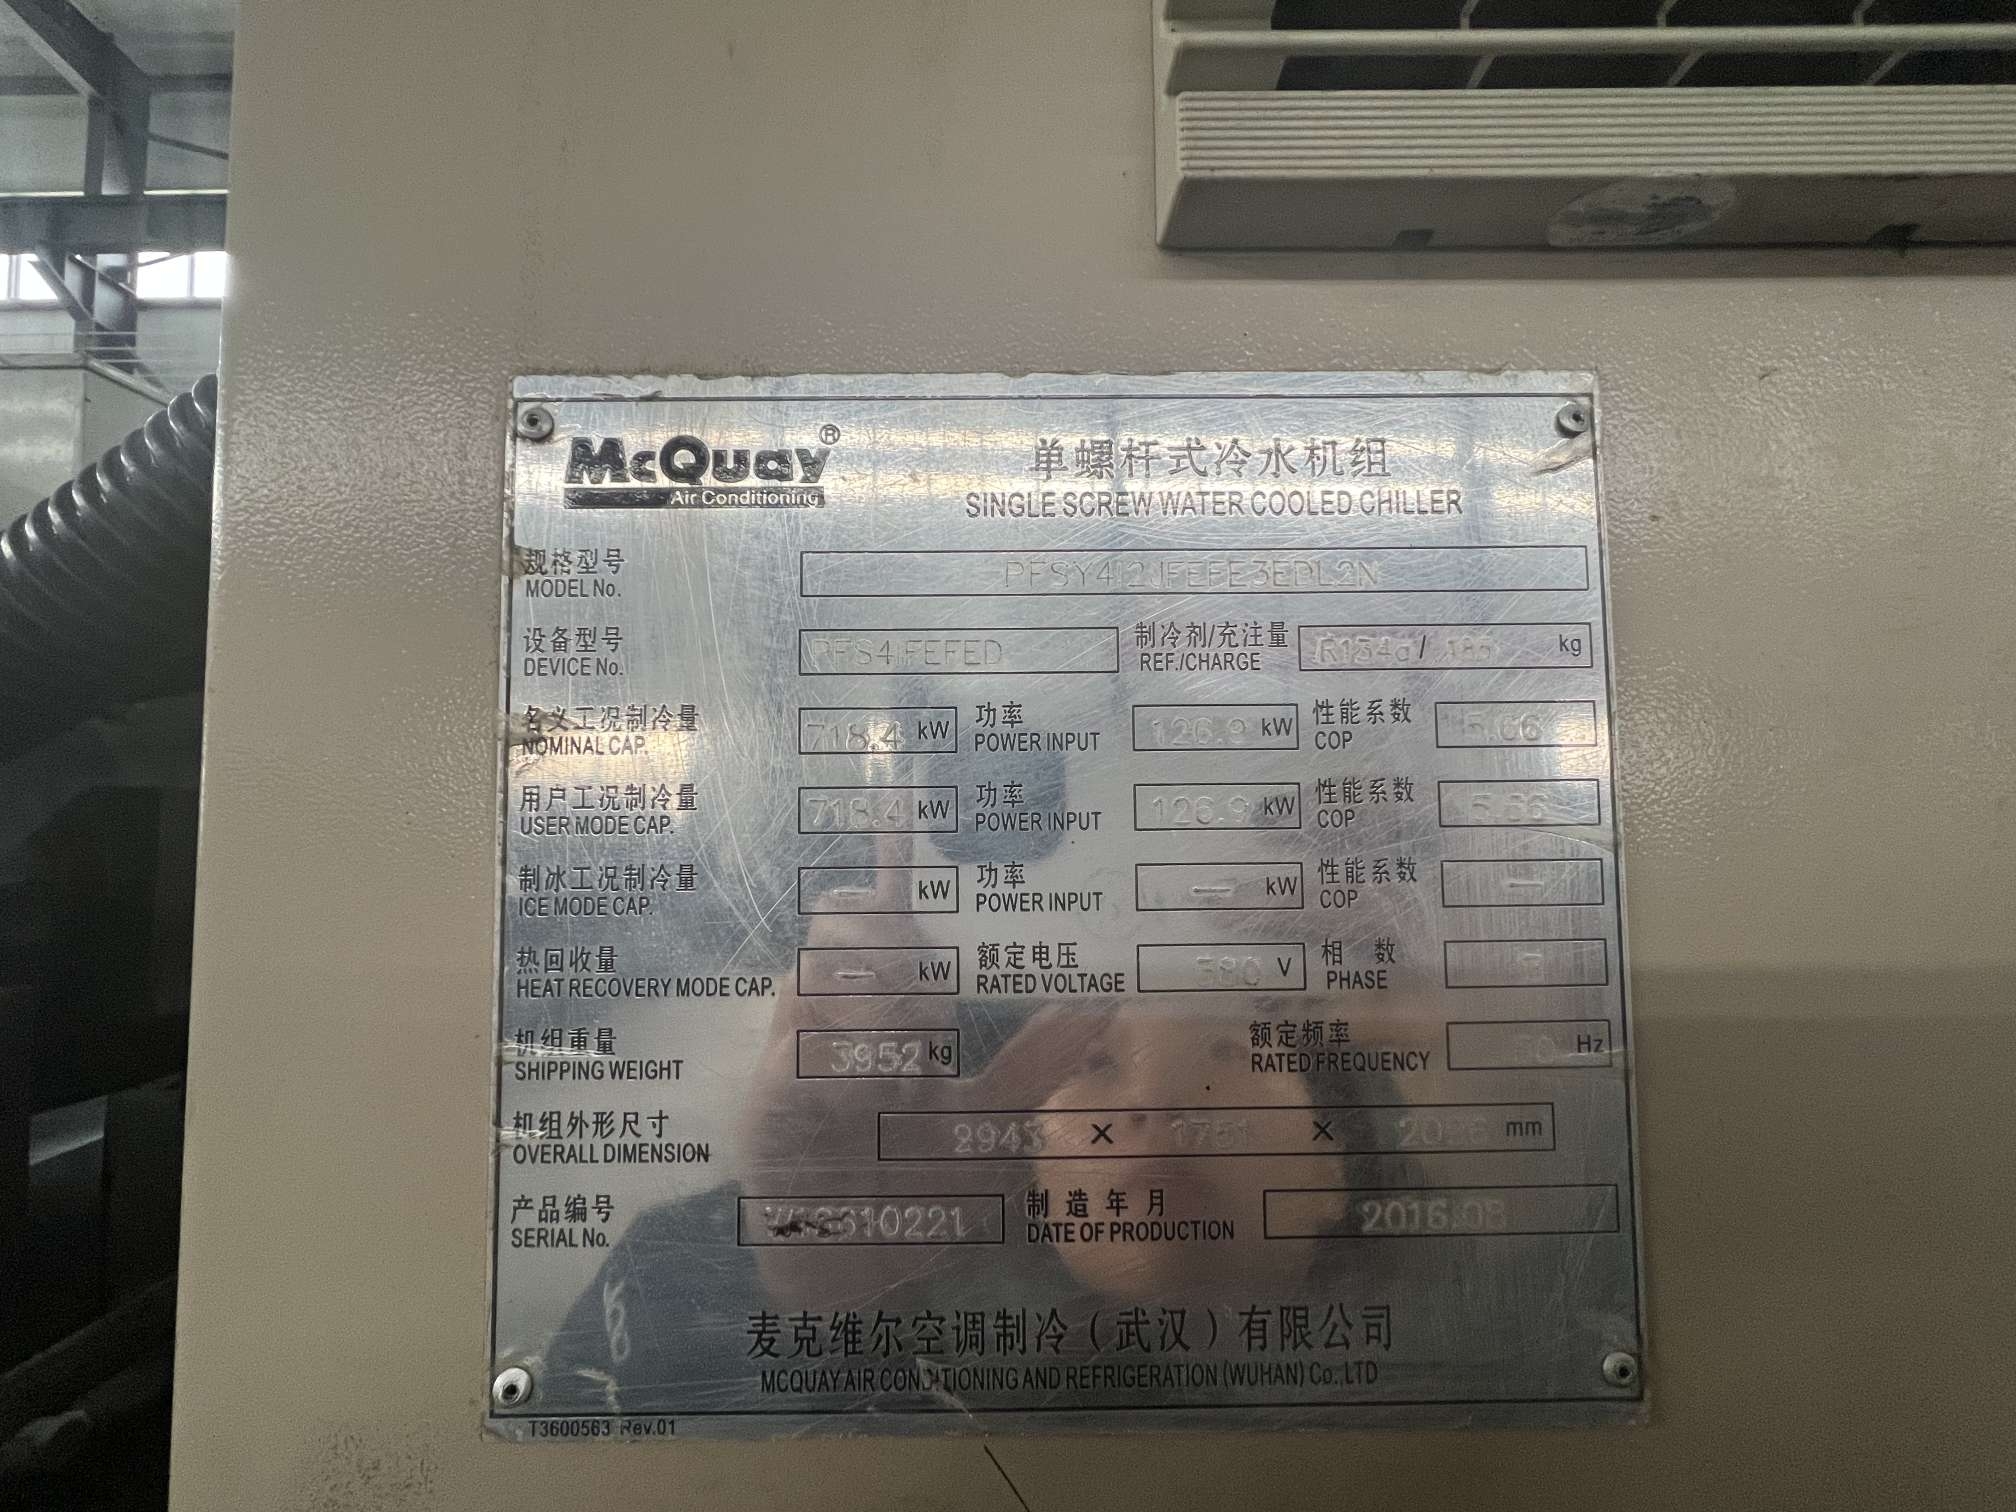 McQuay®
Air Conditioning
单螺杆式冷水机组
SINGLE SCREW WATER COOLED CHILLER
规格型号
MODEL No.
设备型号
DEVICE No.
PFS41FEFED
制冷剂/充注量
REF./CHARGE
/ kg
名义工况制冷量
NOMINAL CAP.
718.4 kW
功率
POWER INPUT
126.9 kW
性能系数
COP
5.66
用户工况制冷量
USER MODE CAP.
718.4 kW
功率
POWER INPUT
126.9 kW
性能系数
COP
5.66
制冰工况制冷量
ICE MODE CAP.
— kW
功率
POWER INPUT
— kW
性能系数
COP
—
热回收量
HEAT RECOVERY MODE CAP.
— kW
额定电压
RATED VOLTAGE
V
相 数
PHASE
机组重量
SHIPPING WEIGHT
3952 kg
额定频率
RATED FREQUENCY
Hz
机组外形尺寸
OVERALL DIMENSION
2943 × × mm
产品编号
SERIAL No.
制造年月
DATE OF PRODUCTION
麦克维尔空调制冷（武汉）有限公司
MCQUAY AIR CONDITIONING AND REFRIGERATION (WUHAN) Co.,LTD
T3600563 Rev.01